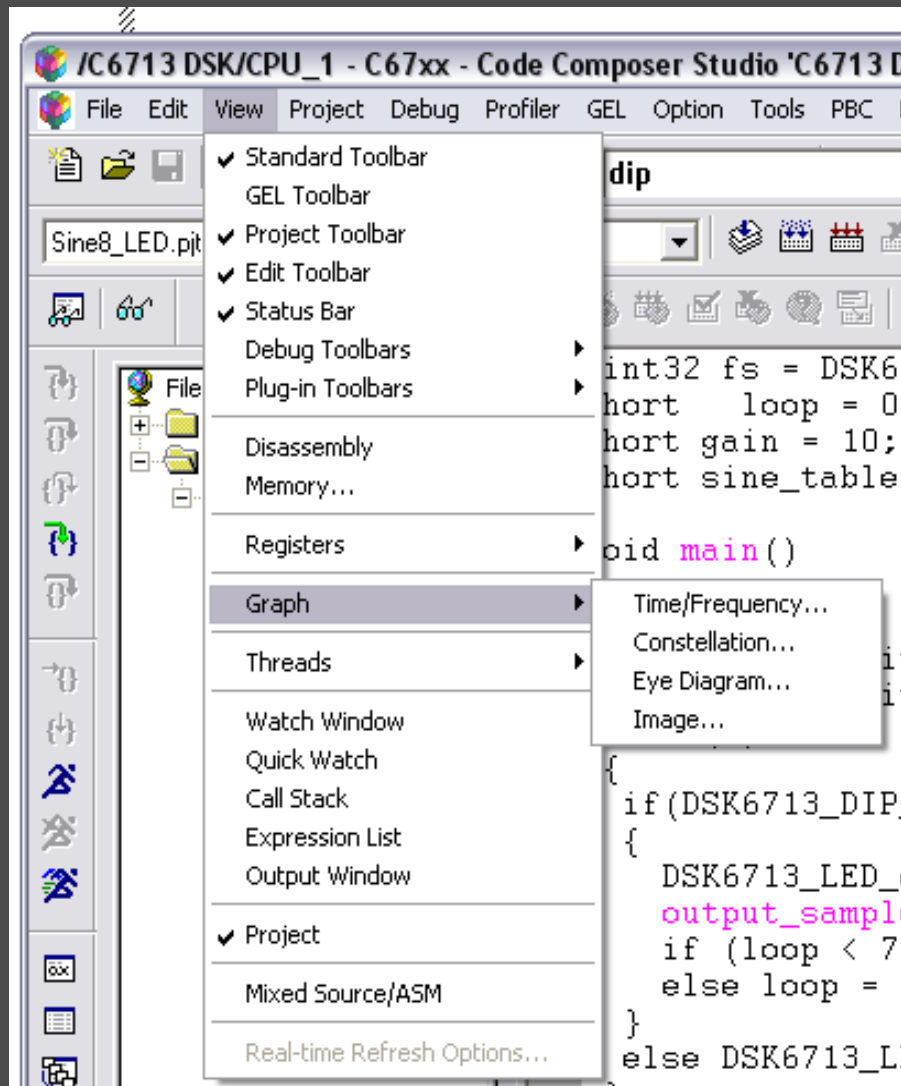 /C6713 DSK/CPU_1 - C67xx - Code Composer Studio 'C6713
File Edit View Project Debug Profiler GEL Option Tools PBC
Standard Toolbar
GEL Toolbar
Project Toolbar
Edit Toolbar
Status Bar
Debug Toolbars
Plug-in Toolbars
Disassembly
Memory...
Registers
Graph
Threads
Watch Window
Quick Watch
Call Stack
Expression List
Output Window
Project
Mixed Source/ASM
Real-time Refresh Options...
Time/Frequency...
Constellation...
Eye Diagram...
Image...
dip
Sine8_LED.pjt
File
int32 fs = DSK6
hort loop = 0
hort gain = 10;
hort sine_table
oid main()
{
if(DSK6713_DIP_
{
DSK6713_LED_
output_sampl
if (loop < 7
else loop =
}
else DSK6713_L